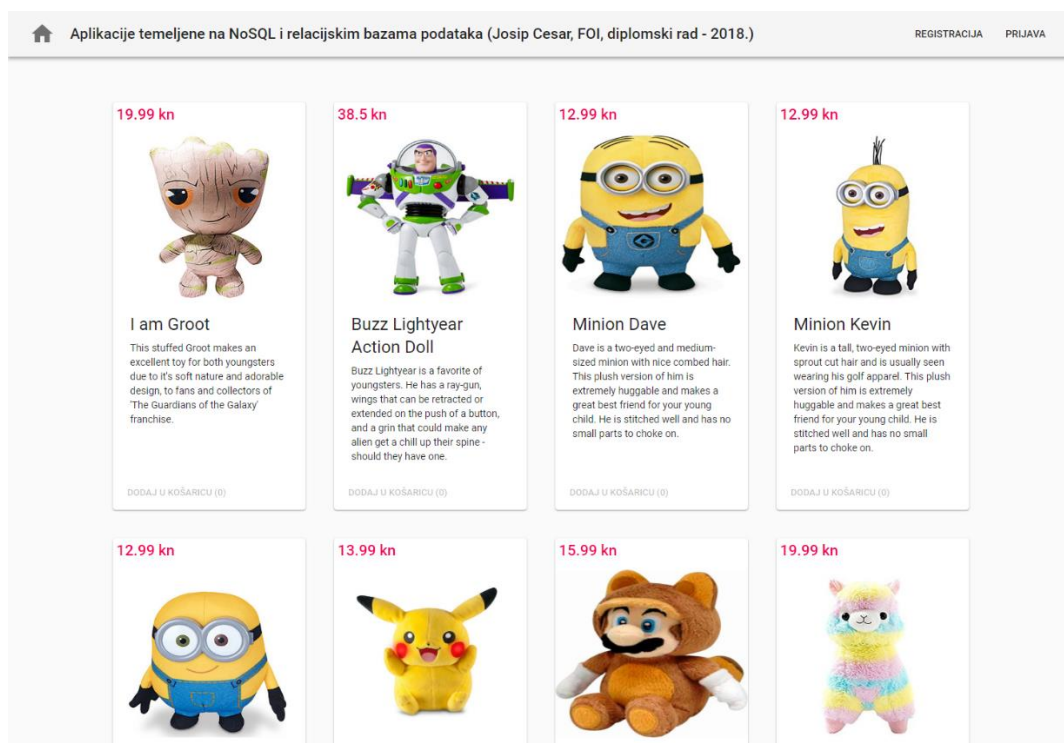 Aplikacije temeljene na NoSQL i relacijskim bazama podataka (Josip Cesar, FOI, diplomski rad - 2018.)
REGISTRACIJA
PRIJAVA
19.99 kn
I am Groot
This stuffed Groot makes an
excellent toy for both youngsters
due to it's soft nature and adorable
design, to fans and collectors of
'The Guardians of the Galaxy'
franchise.
DODAJ U KOŠARICU (0)
38.5 kn
Buzz Lightyear
Action Doll
Buzz Lightyear is a favorite of
youngsters. He has a ray-gun,
wings that can be retracted or
extended on the push of a button,
and a grin that could make any
alien get a chill up their spine -
should they have one.
DODAJ U KOŠARICU (0)
12.99 kn
Minion Dave
Dave is a two-eyed and medium-
sized minion with nice combed hair.
This plush version of him is
extremely huggable and makes a
great best friend for your young
child. He is stitched well and has no
small parts to choke on.
DODAJ U KOŠARICU (0)
12.99 kn
Minion Kevin
Kevin is a tall, two-eyed minion with
sprout cut hair and is usually seen
wearing his golf apparel. This plush
version of him is extremely
huggable and makes a great best
friend for your young child. He is
stitched well and has no small
parts to choke on.
DODAJ U KOŠARICU (0)
12.99 kn
13.99 kn
15.99 kn
19.99 kn